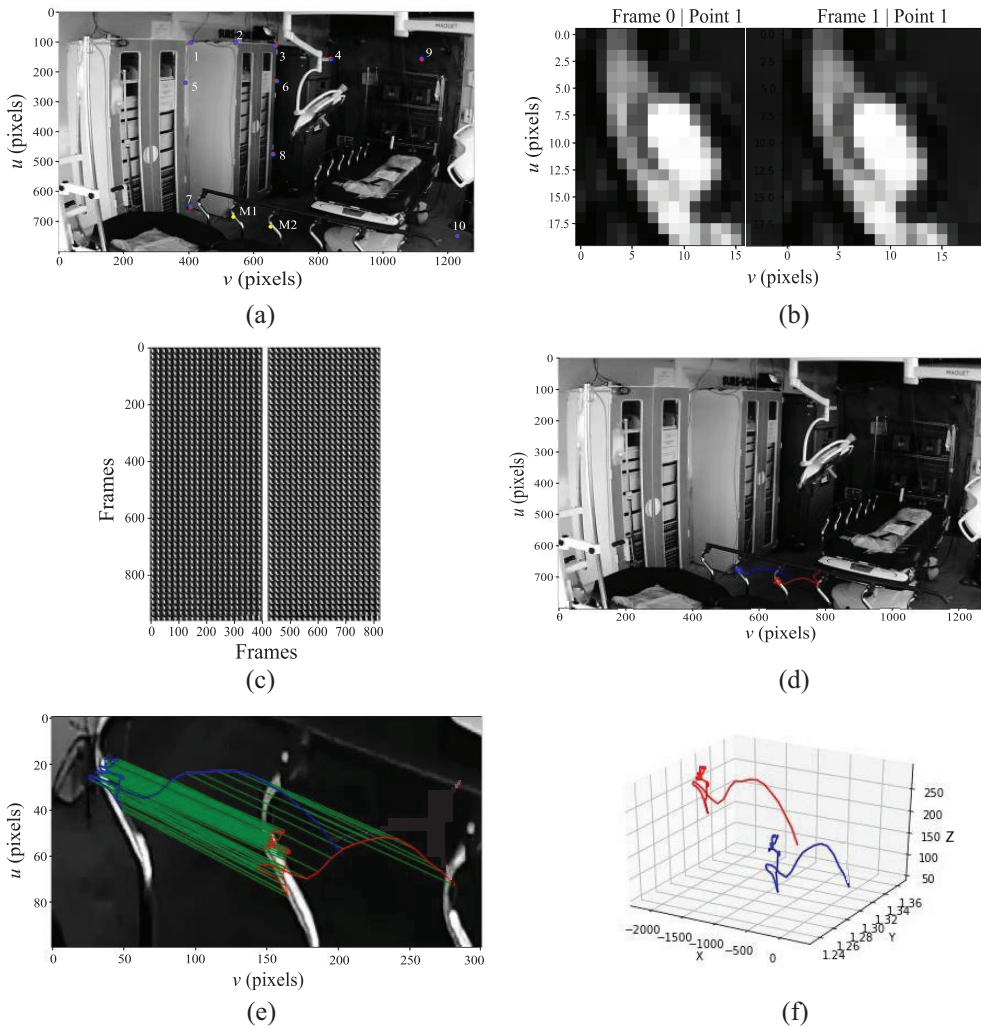 SURS-BOX
MAQUET
1
2
3
4
5
6
7
8
9
10
M1
M2
0
100
200
300
400
500
600
700
u (pixels)
0 200 400 600 800 1000 1200
v (pixels)
(a)
Frame 0 | Point 1 Frame 1 | Point 1
0.0
2.5
5.0
7.5
10.0
12.5
15.0
17.5
u (pixels)
0 5 10 15 0 5 10 15
v (pixels)
(b)
0
200
400
600
800
Frames
0 100 200 300 400 500 600 700 800
Frames
(c)
MAQUET
0
100
200
300
400
500
600
700
u (pixels)
0 200 400 600 800 1000 1200
v (pixels)
(d)
0
20
40
60
80
u (pixels)
0 50 100 150 200 250 300
v (pixels)
(e)
250
200
150
100
50
Z
1.36
1.34
1.32
1.30
1.28
1.26
1.24
Y
−2000
−1500
−1000
−500
0
X
(f)